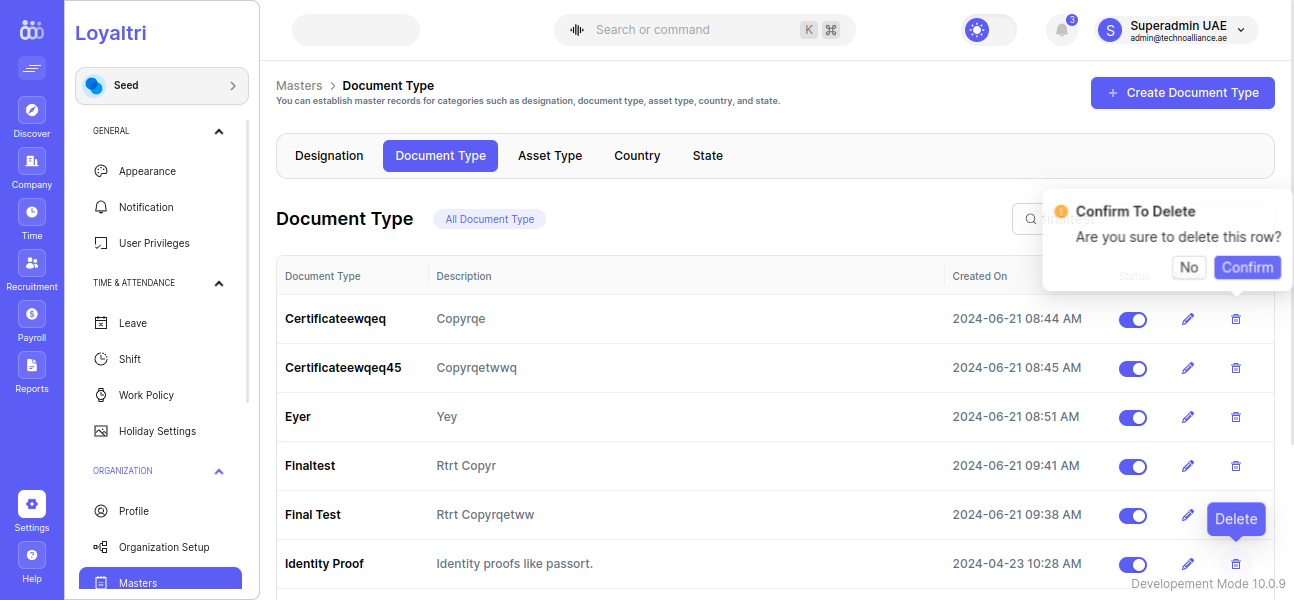 Loyaltri
Search or command
K
⌘
3
S
Superadmin UAE
admin@technoalliance.ae
Seed
Discover
Company
Time
Recruitment
Payroll
Reports
Settings
Help
GENERAL
Appearance
Notification
User Privileges
TIME & ATTENDANCE
Leave
Shift
Work Policy
Holiday Settings
ORGANIZATION
Profile
Organization Setup
Masters
Masters > Document Type
You can establish master records for categories such as designation, document type, asset type, country, and state.
+ Create Document Type
Designation
Document Type
Asset Type
Country
State
Document Type
All Document Type
finaltest
Confirm To Delete
Are you sure to delete this row?
No
Confirm
Document Type
Description
Created On
Status
Certificateewqeq
Copyrqe
2024-06-21 08:44 AM
Certificateewqeq45
Copyrqetwwq
2024-06-21 08:45 AM
Eyer
Yey
2024-06-21 08:51 AM
Finaltest
Rtrt Copyr
2024-06-21 09:41 AM
Final Test
Rtrt Copyrqetww
2024-06-21 09:38 AM
Delete
Identity Proof
Identity proofs like passort.
2024-04-23 10:28 AM
Developement Mode 10.0.9